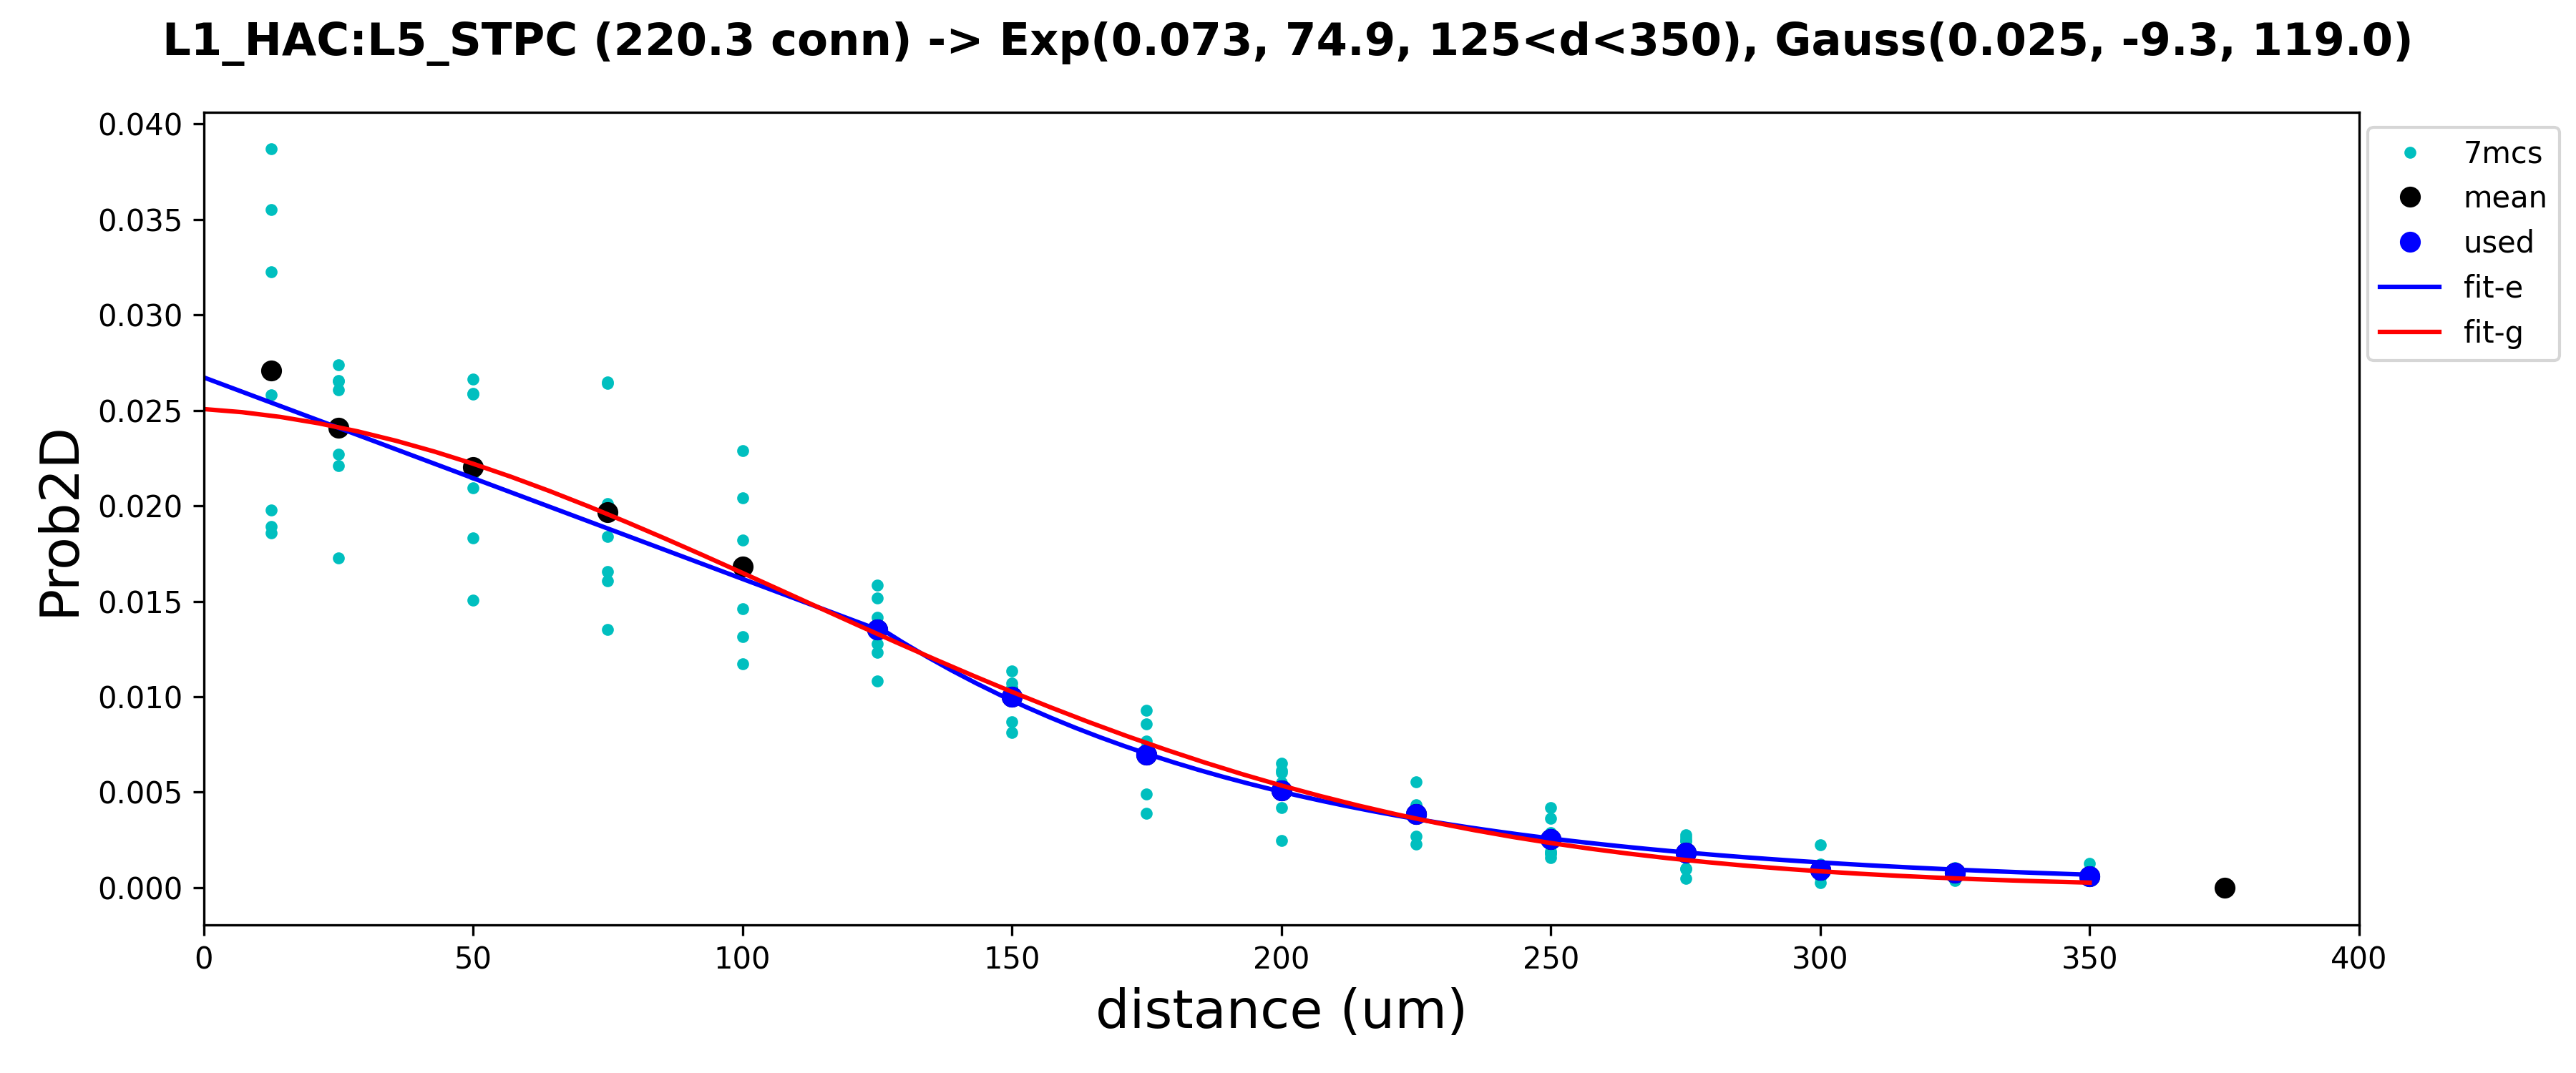 L1_HAC:L5_STPC (220.3 conn) -> Exp(0.073, 74.9, 125<d<350), Gauss(0.025, -9.3, 119.0)
0.040
0.035
0.030
0.025
0.020
0.015
0.010
0.005
0.000
Prob2D
0 50 100 150 200 250 300 350 400
distance (um)
7mcs
mean
used
fit-e
fit-g